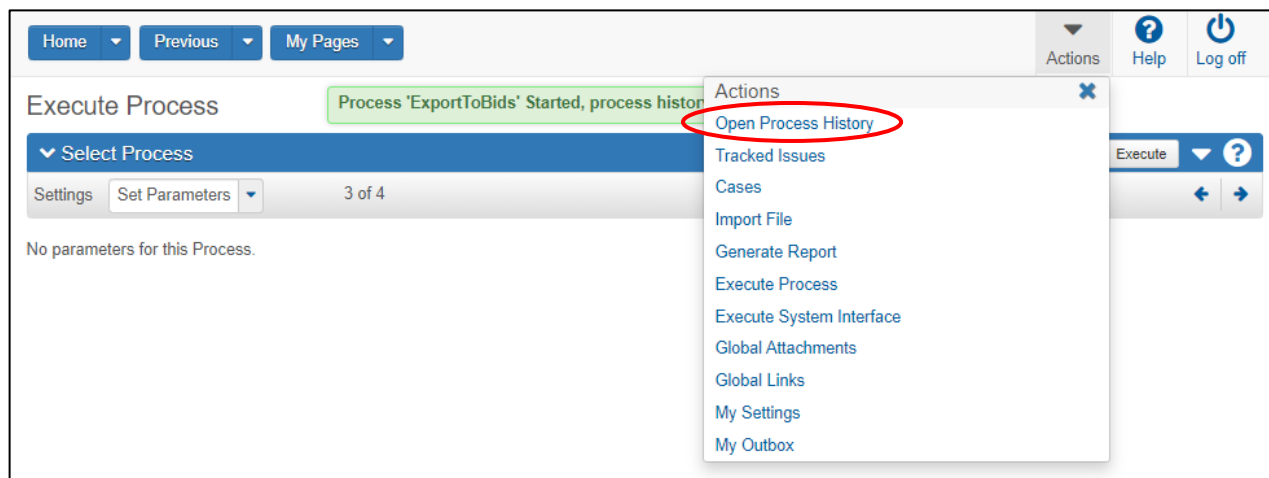 Home Previous My Pages Actions Help Log off
Execute Process
Process 'ExportToBids' Started, process histor
Actions
Open Process History
Select Process
Execute
Tracked Issues
Settings Set Parameters 3 of 4
Cases
Import File
No parameters for this Process.
Generate Report
Execute Process
Execute System Interface
Global Attachments
Global Links
My Settings
My Outbox